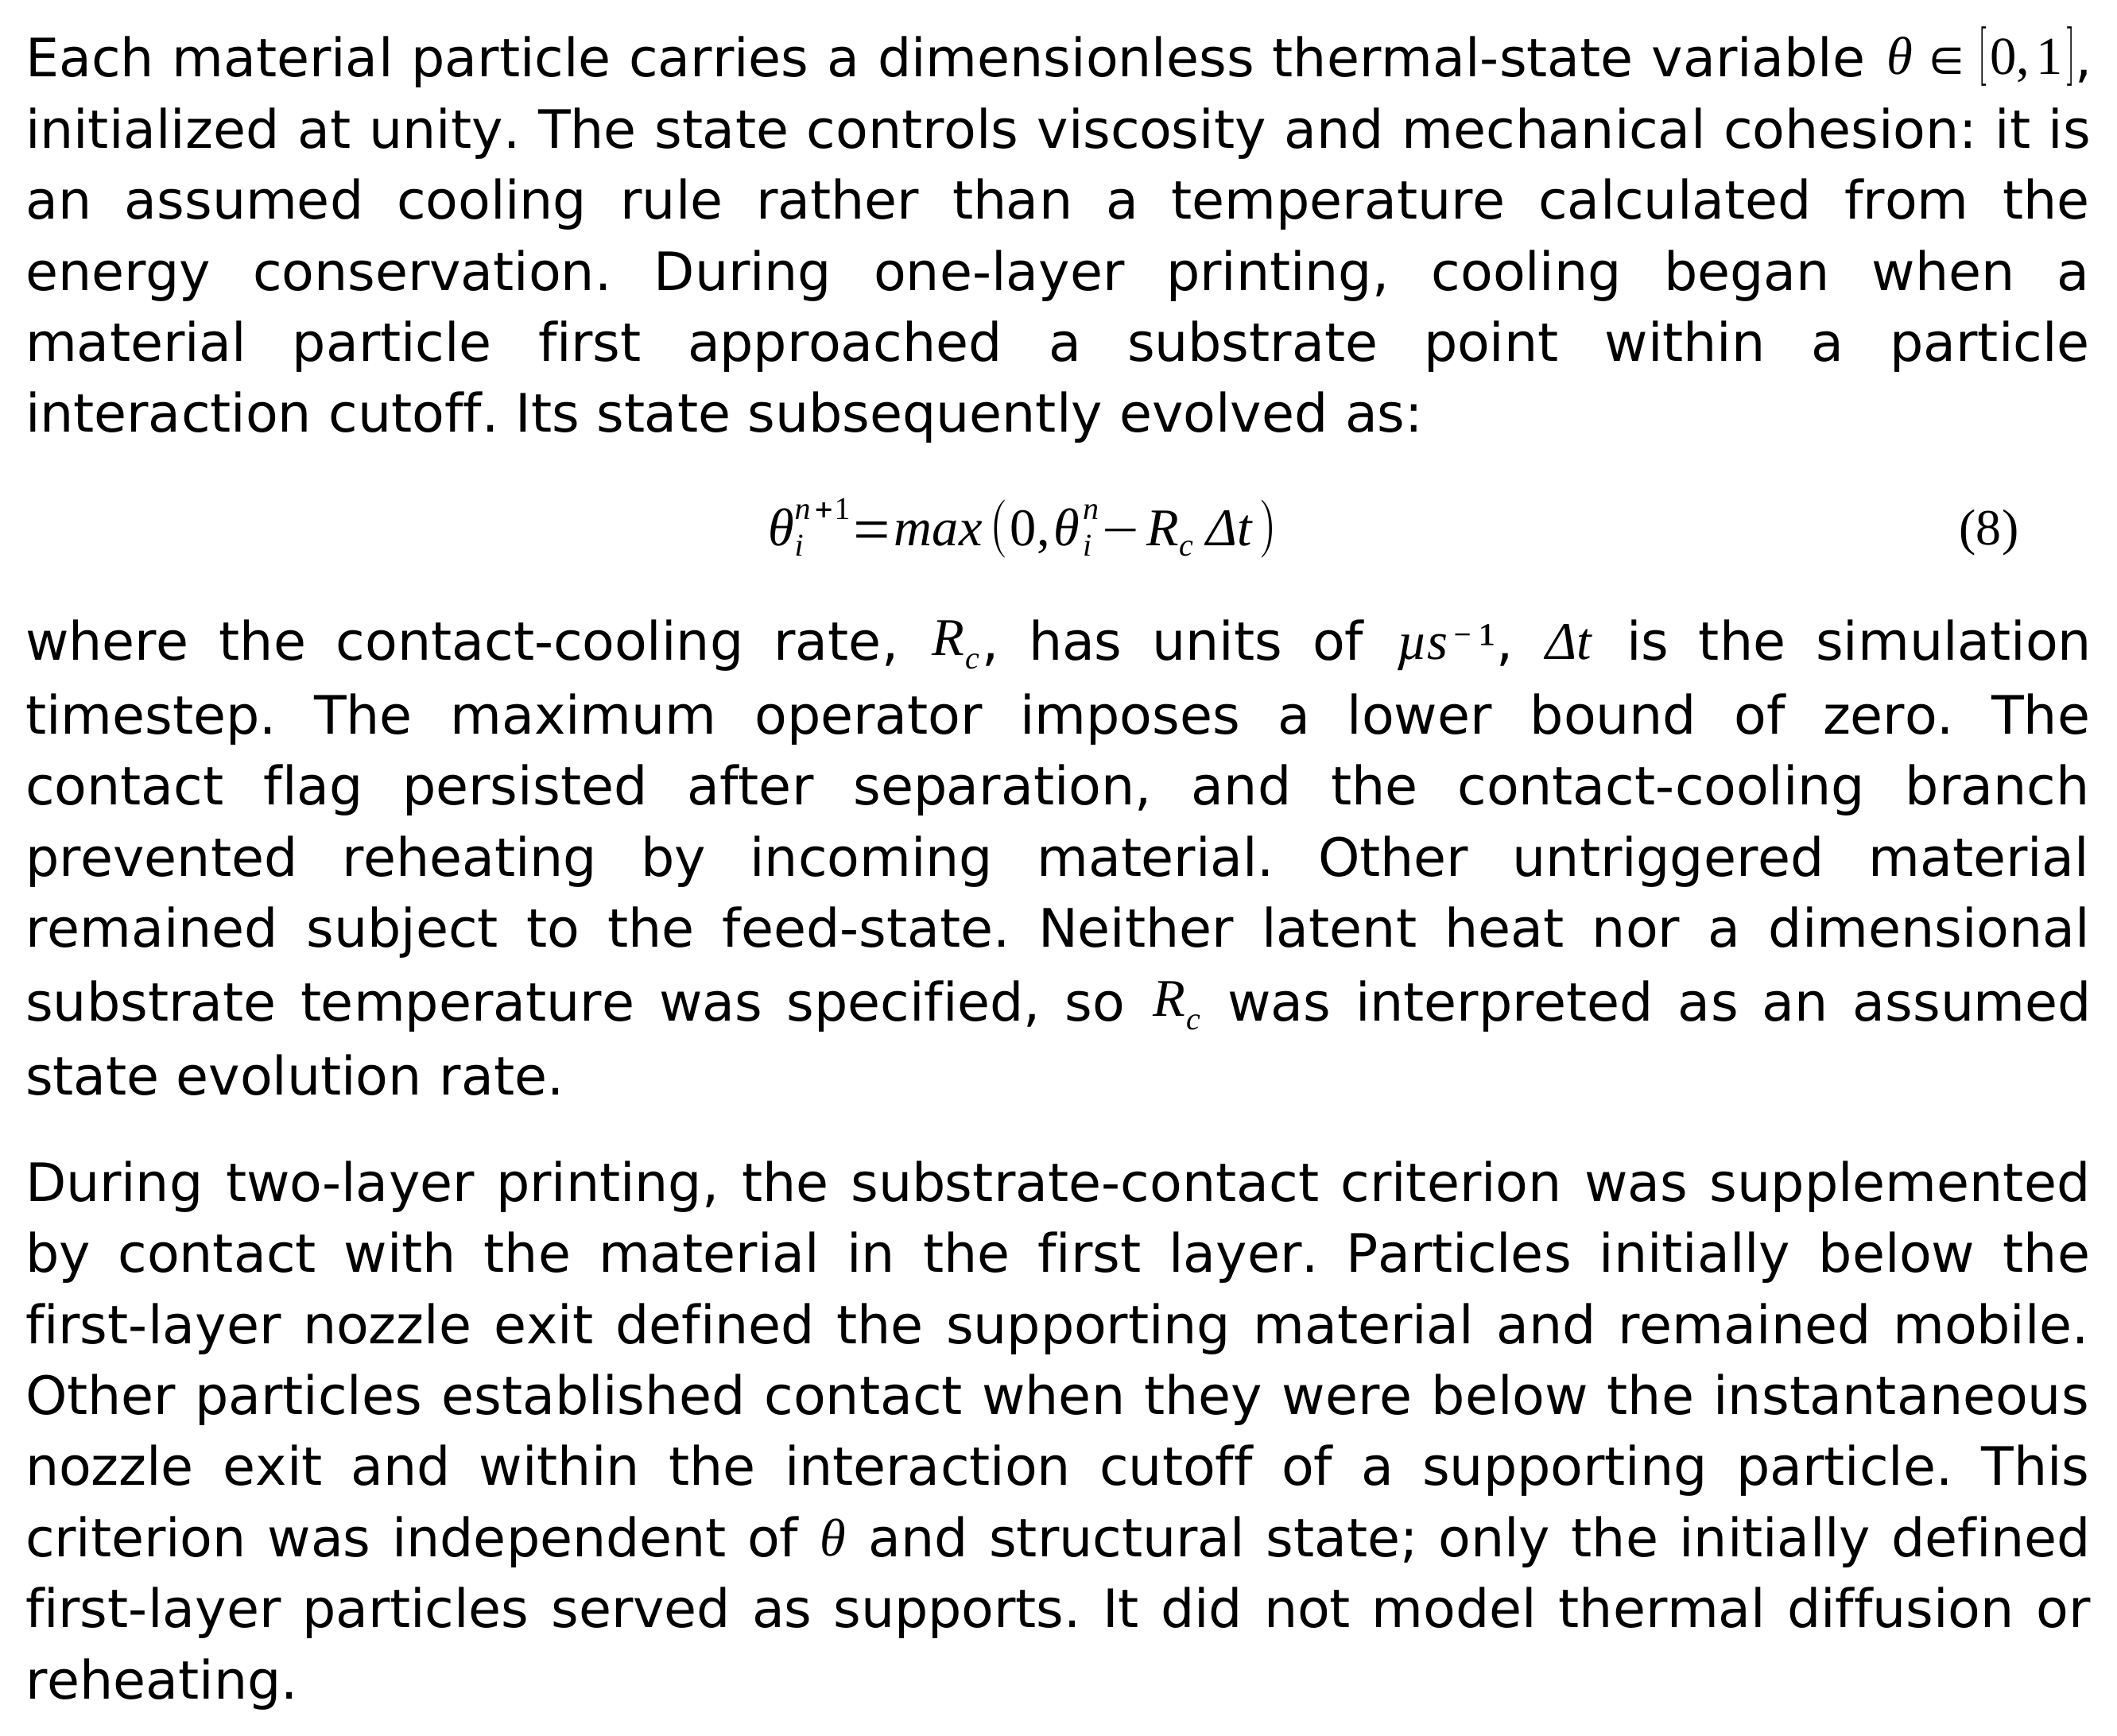 Each material particle carries a dimensionless thermal-state variable θ ∈ [0,1],
initialized at unity. The state controls viscosity and mechanical cohesion: it is
an assumed cooling rule rather than a temperature calculated from the
energy conservation. During one-layer printing, cooling began when a
material particle first approached a substrate point within a particle
interaction cutoff. Its state subsequently evolved as:
θ_i^{n+1}=max(0,θ_i^n−R_c Δt) (8)
where the contact-cooling rate, R_c, has units of μs⁻¹, Δt is the simulation
timestep. The maximum operator imposes a lower bound of zero. The
contact flag persisted after separation, and the contact-cooling branch
prevented reheating by incoming material. Other untriggered material
remained subject to the feed-state. Neither latent heat nor a dimensional
substrate temperature was specified, so R_c was interpreted as an assumed
state evolution rate.
During two-layer printing, the substrate-contact criterion was supplemented
by contact with the material in the first layer. Particles initially below the
first-layer nozzle exit defined the supporting material and remained mobile.
Other particles established contact when they were below the instantaneous
nozzle exit and within the interaction cutoff of a supporting particle. This
criterion was independent of θ and structural state; only the initially defined
first-layer particles served as supports. It did not model thermal diffusion or
reheating.